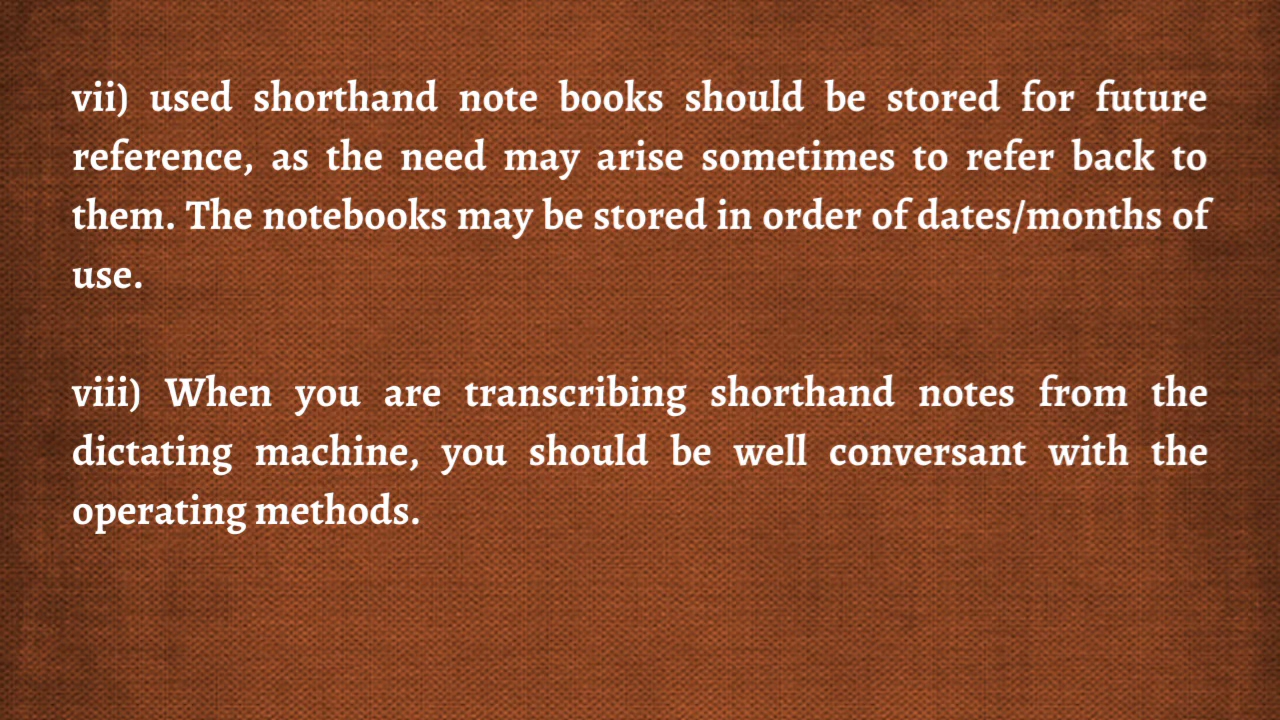 vii) used shorthand note books should be stored for future
reference, as the need may arise sometimes to refer back to
them. The notebooks may be stored in order of dates/months of
use.
viii) When you are transcribing shorthand notes from the
dictating machine, you should be well conversant with the
operating methods.